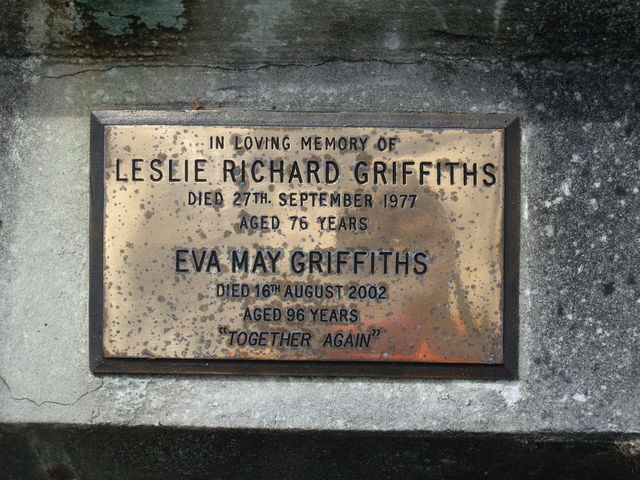 IN LOVING MEMORY OF
LESLIE RICHARD GRIFFITHS
DIED 27TH. SEPTEMBER 1977
AGED 76 YEARS
EVA MAY GRIFFITHS
DIED 16TH AUGUST 2002
AGED 96 YEARS
"TOGETHER AGAIN"